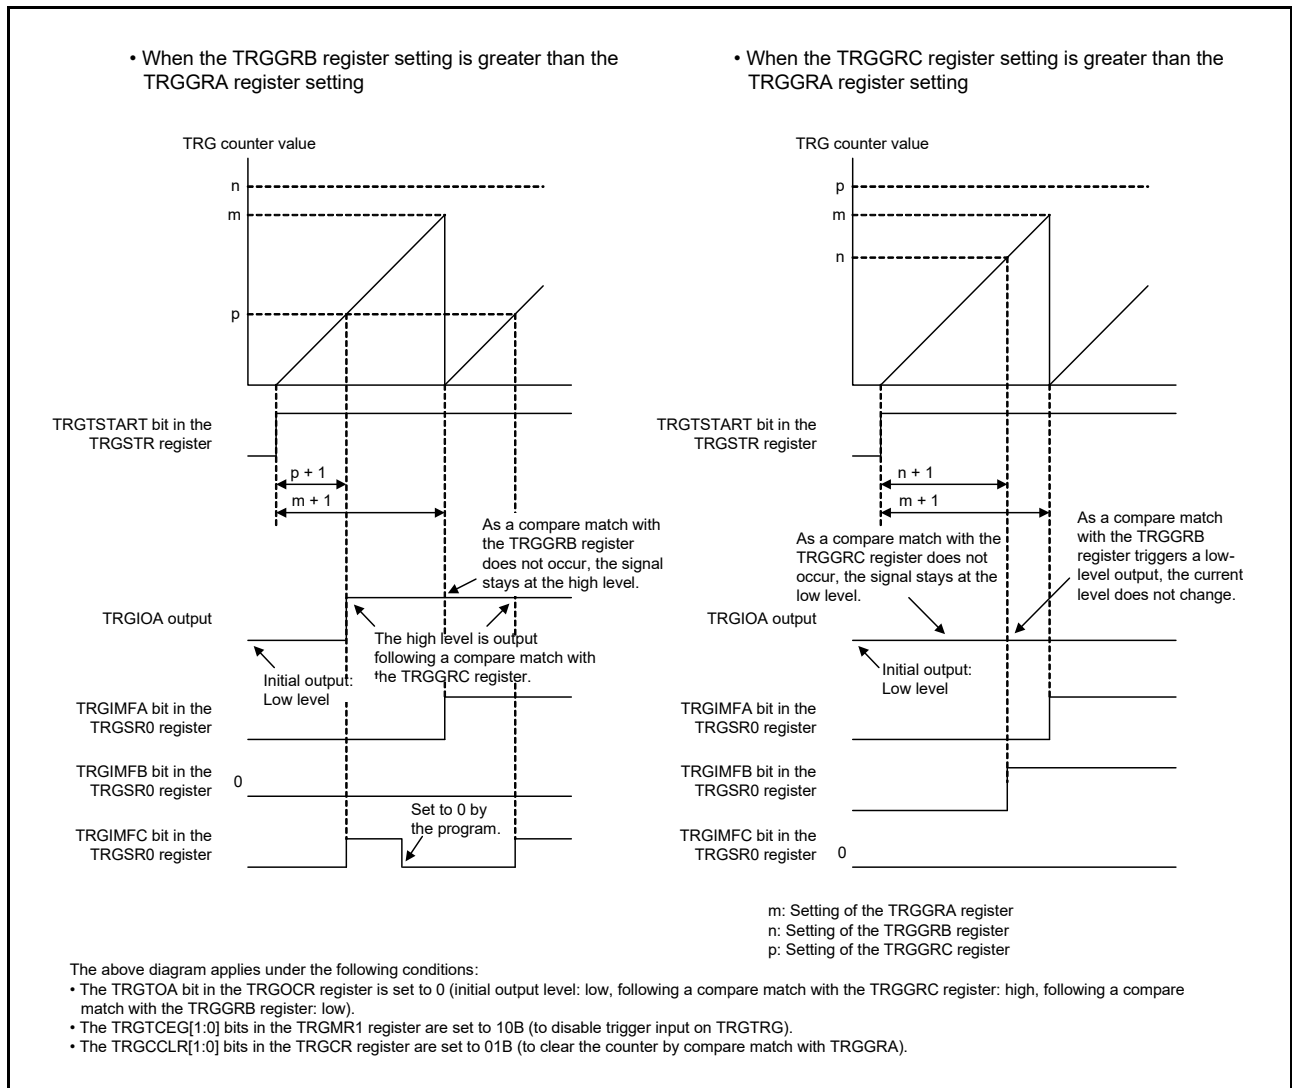 • When the TRGGRB register setting is greater than the
TRGGRA register setting
TRG counter value
n
m
p
TRGTSTART bit in the
TRGSTR register
p + 1
m + 1
As a compare match with
the TRGGRB register
does not occur, the signal
stays at the high level.
TRGIOA output
The high level is output
following a compare match with
the TRGGRC register.
Initial output:
Low level
TRGIMFA bit in the
TRGSR0 register
TRGIMFB bit in the
TRGSR0 register
0
Set to 0 by
the program.
TRGIMFC bit in the
TRGSR0 register
• When the TRGGRC register setting is greater than the
TRGGRA register setting
TRG counter value
p
m
n
TRGTSTART bit in the
TRGSTR register
n + 1
m + 1
As a compare match with the
TRGGRC register does not
occur, the signal stays at the
low level.
As a compare match
with the TRGGRB
register triggers a low-
level output, the current
level does not change.
TRGIOA output
Initial output:
Low level
TRGIMFA bit in the
TRGSR0 register
TRGIMFB bit in the
TRGSR0 register
TRGIMFC bit in the
TRGSR0 register
0
m: Setting of the TRGGRA register
n: Setting of the TRGGRB register
p: Setting of the TRGGRC register
The above diagram applies under the following conditions:
• The TRGTOA bit in the TRGOCR register is set to 0 (initial output level: low, following a compare match with the TRGGRC register: high, following a compare
match with the TRGGRB register: low).
• The TRGTCEG[1:0] bits in the TRGMR1 register are set to 10B (to disable trigger input on TRGTRG).
• The TRGCCLR[1:0] bits in the TRGCR register are set to 01B (to clear the counter by compare match with TRGGRA).